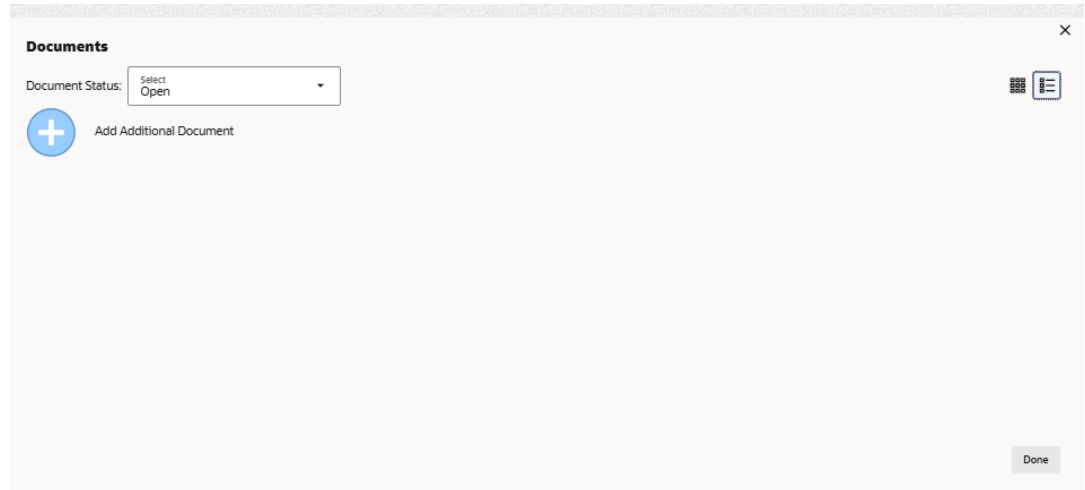 Documents
Document Status:
Select
Open
Add Additional Document
Done